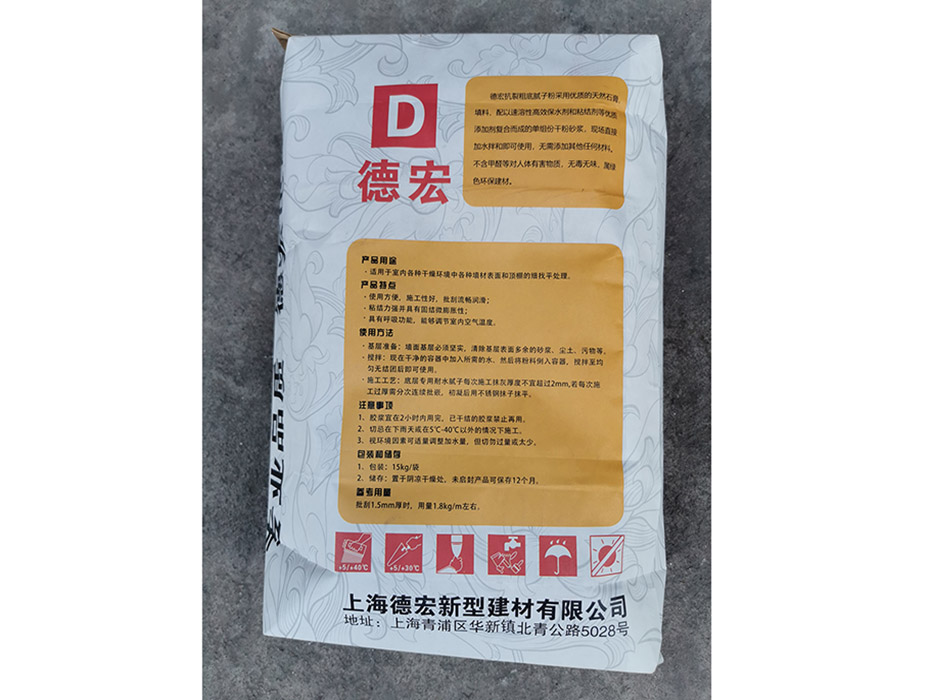 D
德宏
德宏抗裂粗底腻子粉采用优质的天然石膏
填料，配以速溶性高效保水剂和粘结剂等优质
添加剂复合而成的单组份干粉砂浆，现场直接
加水拌和即可使用，无需添加其他任何材料，
不含甲醛等对人体有害物质，无毒无味，属绿
色环保建材。
产品用途
·适用于室内各种干燥环境中各种墙材表面和顶棚的缝找平处理。
产品特点
·使用方便，施工性好，批刮流畅润滑；
·粘结力强并具有固结微膨胀性；
·具有呼吸功能，能够调节室内空气温度。
使用方法
·基层准备：墙面基层必须坚实，清除基层表面多余的砂浆、尘土、污物等。
·搅拌：现在干净的容器中加入所需的水、然后将粉料倒入容器，搅拌至均
匀无结团后即可使用。
·施工工艺：底层专用耐水腻子每次施工抹灰厚度不宜超过2mm,若每次施
工过厚需分次连续批嵌，初凝后用不锈钢抹子抹平。
注意事项
1、胶浆宜在2小时内用完，已干结的胶浆禁止再用。
2、切忌在下雨天或在5℃-40℃以外的情况下施工。
3、视环境因素可适量调整加水量，但切勿过量或太少。
包装和储存
1、包装：15kg/袋
2、储存：置于阴凉干燥处，未启封产品可保存12个月。
参考用量
批刮1.5mm厚时，用量1.8kg/m左右。
+5/+40℃
+5/+30℃
上海德宏新型建材有限公司
地址：上海青浦区华新镇北青公路5028号